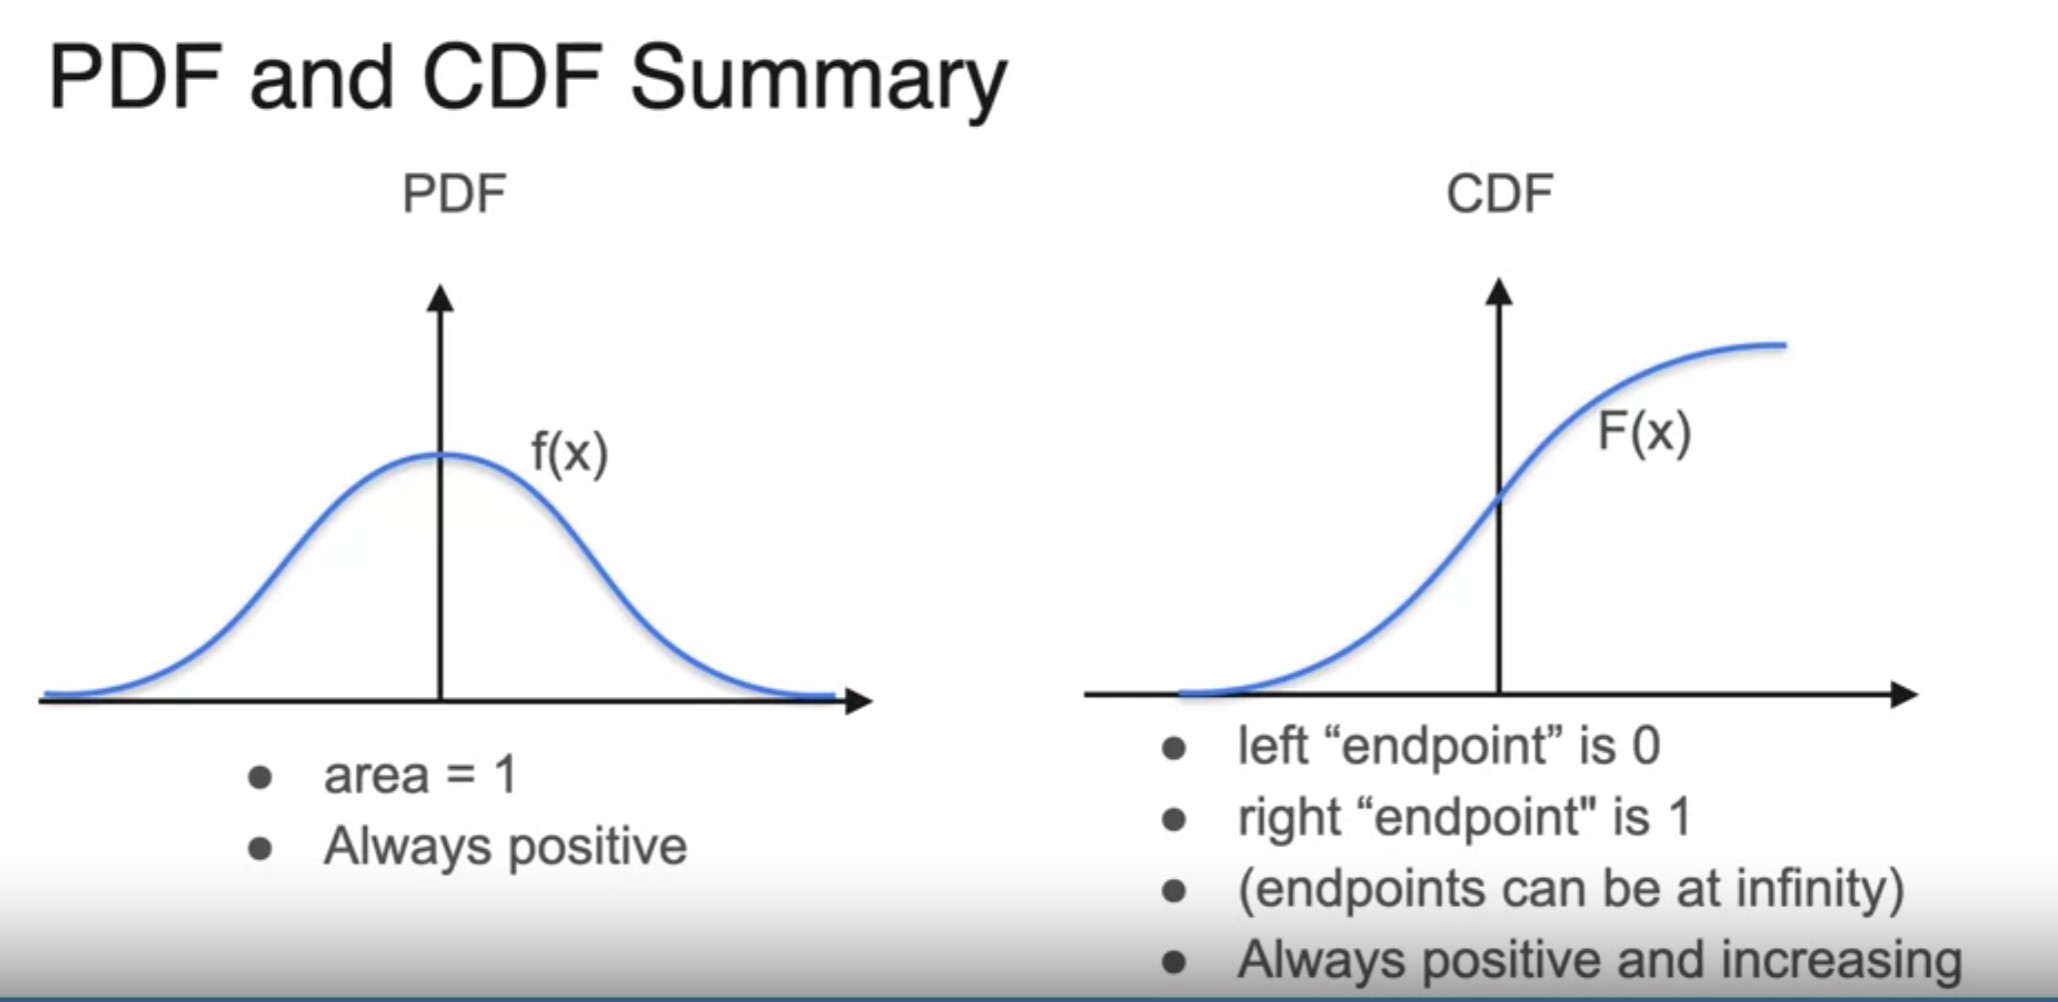 PDF and CDF Summary
PDF
f(x)
● area = 1
● Always positive
CDF
F(x)
● left “endpoint” is 0
● right “endpoint" is 1
● (endpoints can be at infinity)
● Always positive and increasing